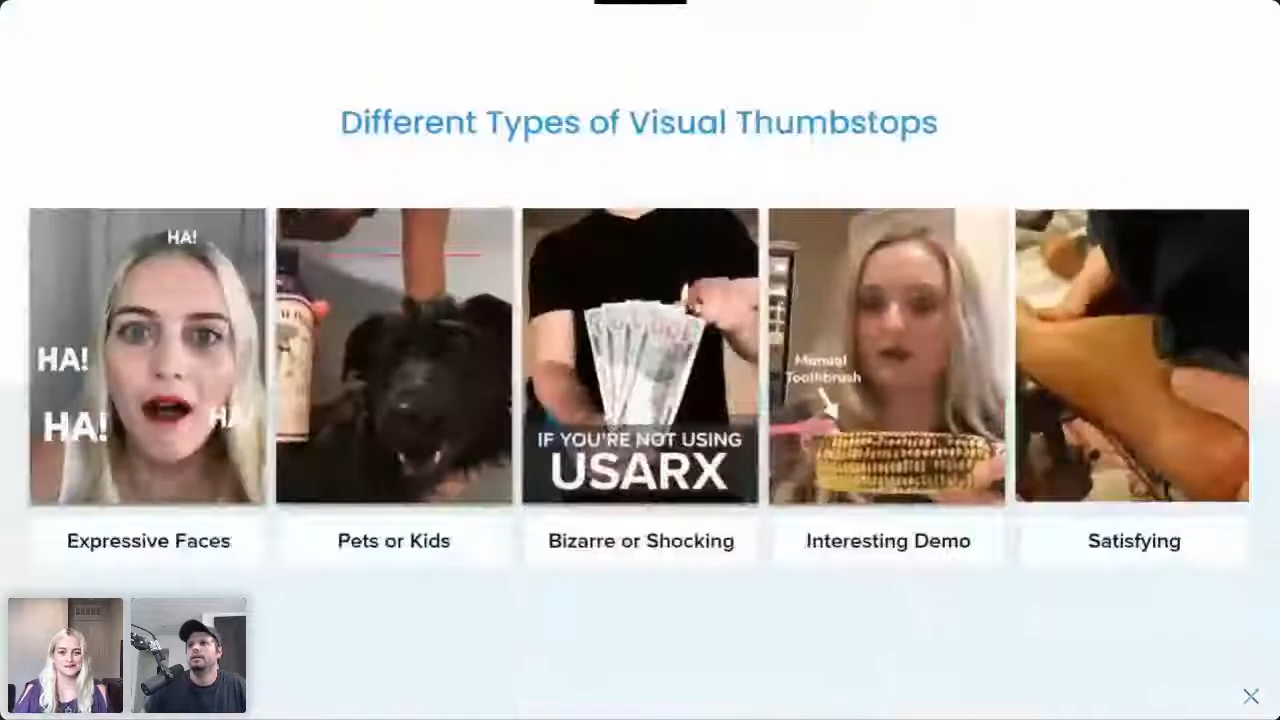 Different Types of Visual Thumbstops
HA!
HA!
HA!
HA
IF YOU'RE NOT USING
USARX
Manual
Toothbrush
Expressive Faces
Pets or Kids
Bizarre or Shocking
Interesting Demo
Satisfying